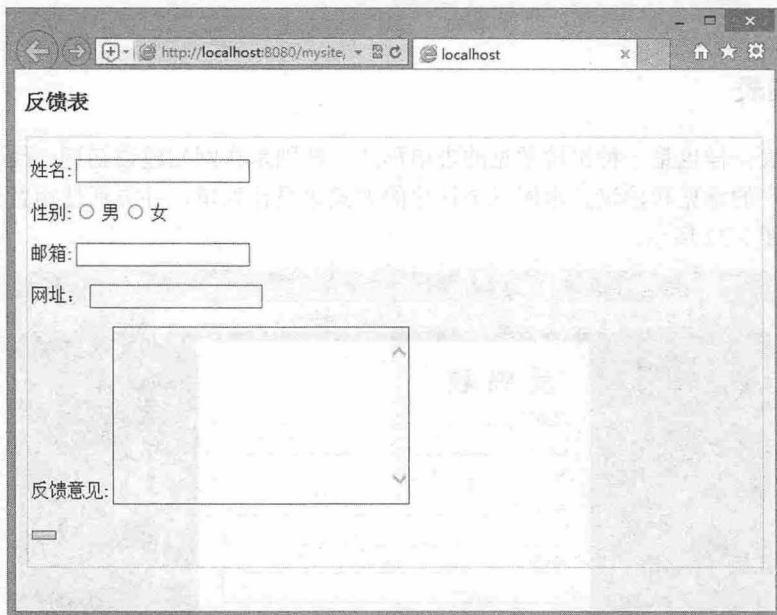 http://localhost:8080/mysite,
localhost
反馈表
姓名:
性别: 男 女
邮箱:
网址：
反馈意见: